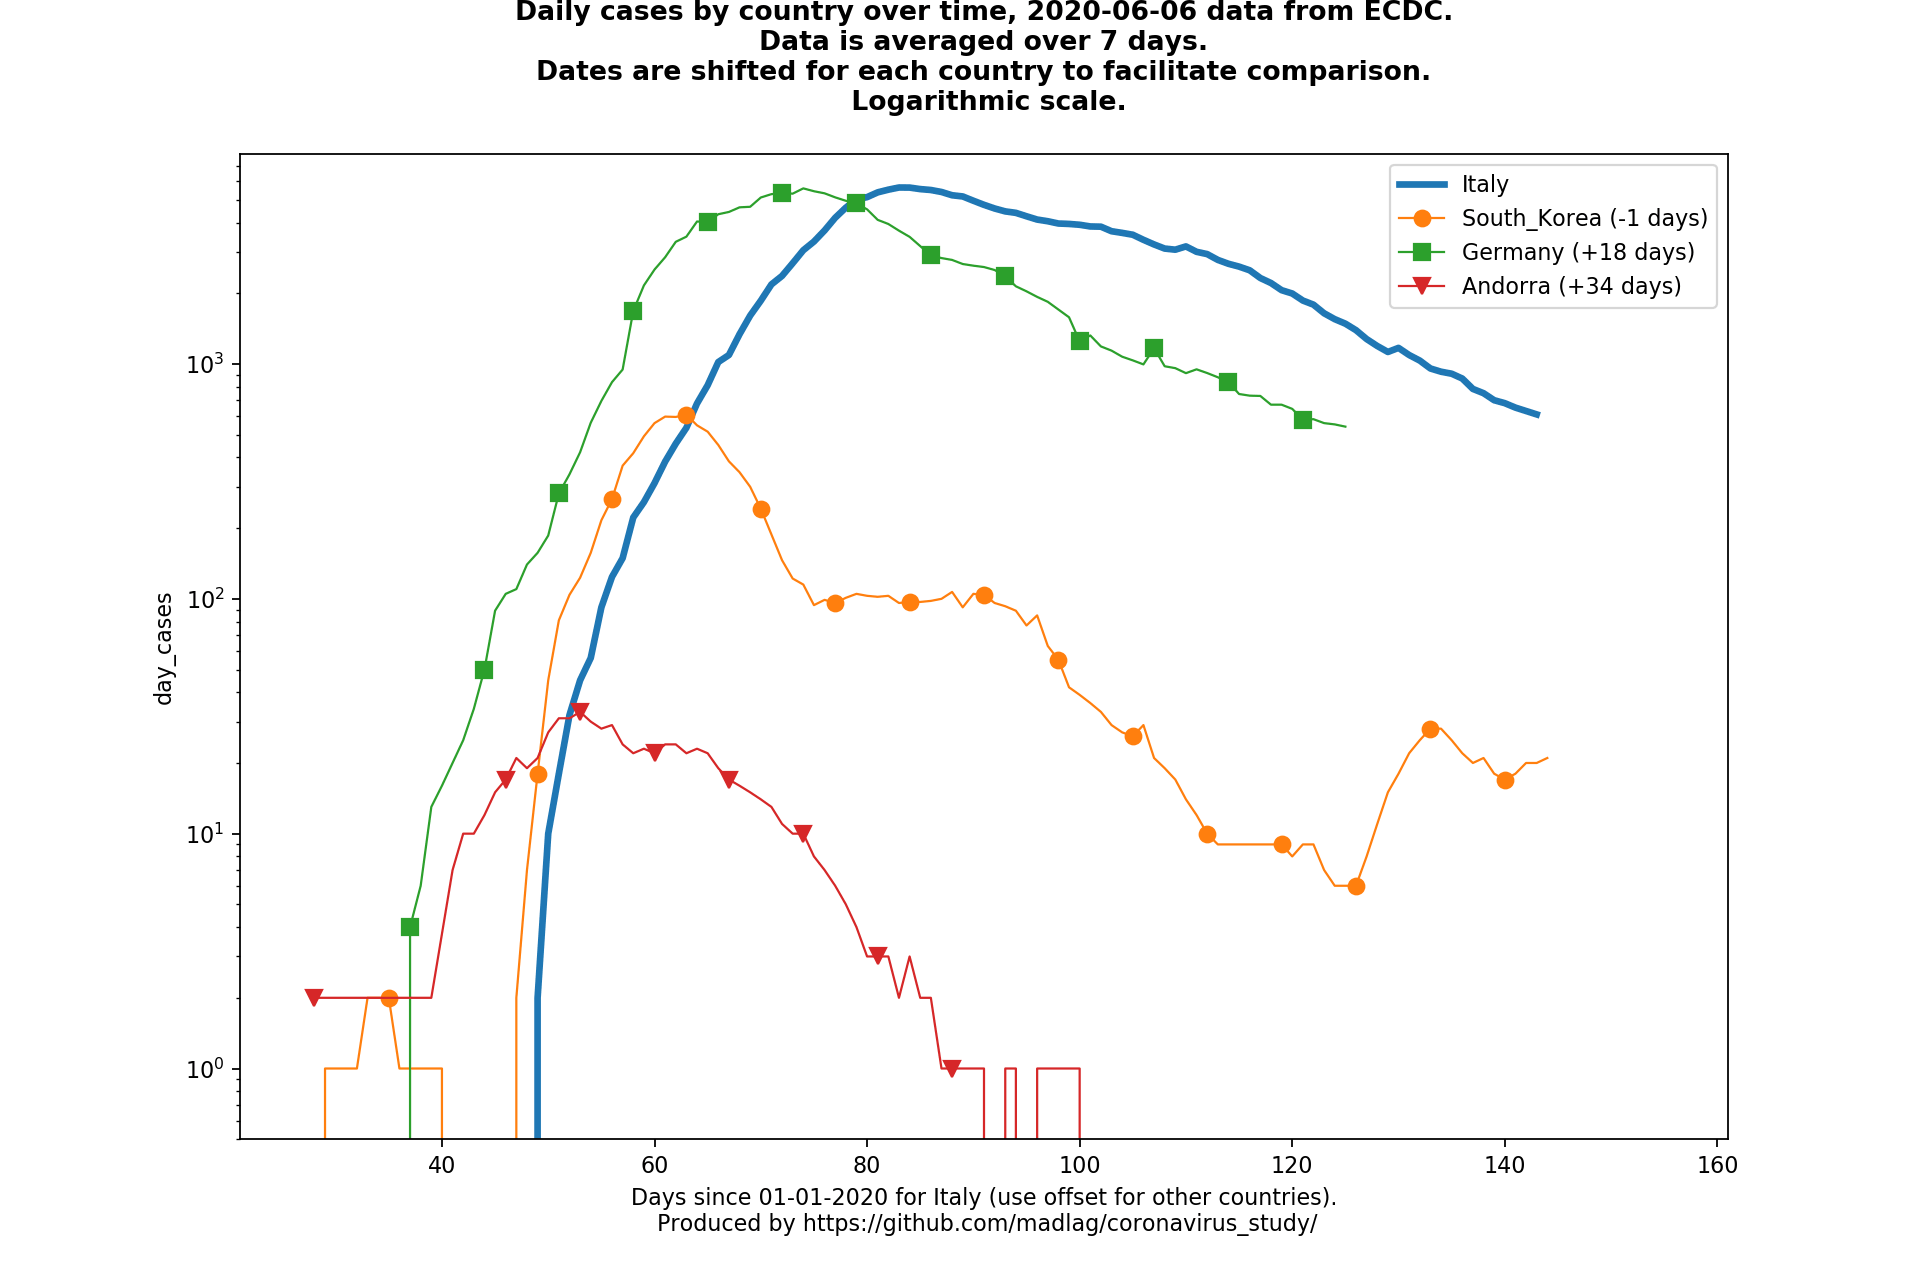 Daily cases by country over time, 2020-06-06 data from ECDC.
Data is averaged over 7 days.
Dates are shifted for each country to facilitate comparison.
Logarithmic scale.
Italy
South_Korea (-1 days)
Germany (+18 days)
Andorra (+34 days)
day_cases
10³
10²
10¹
10⁰
40 60 80 100 120 140 160
Days since 01-01-2020 for Italy (use offset for other countries).
Produced by https://github.com/madlag/coronavirus_study/